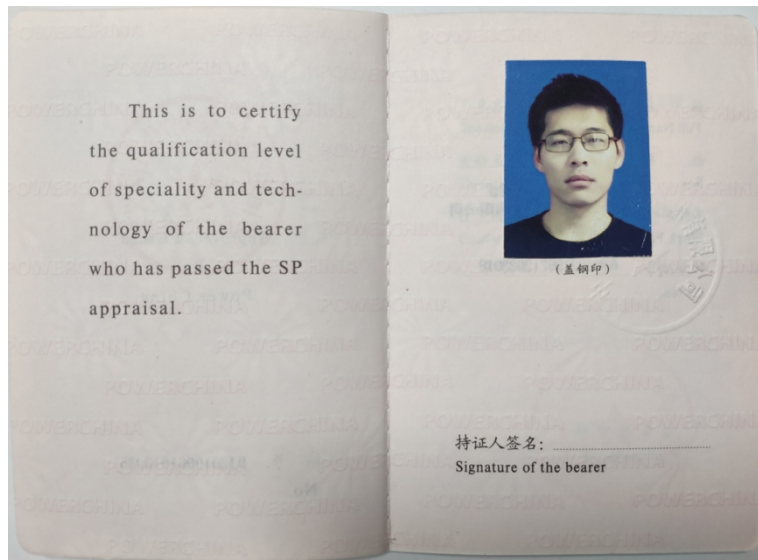 This is to certify
the qualification level
of speciality and tech-
nology of the bearer
who has passed the SP
appraisal.
(盖钢印)
持证人签名:
Signature of the bearer
POWERCHINA